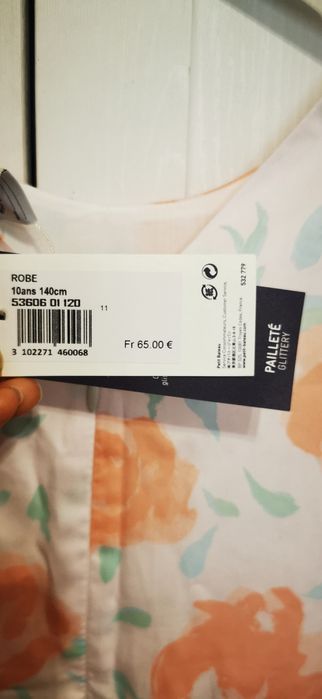 ROBE
10ans 140cm
53606 01 120
11
3 102271 460068
Fr 65.00 €
532 779
Petit Bateau
PAILLETÉ
GLITTERY